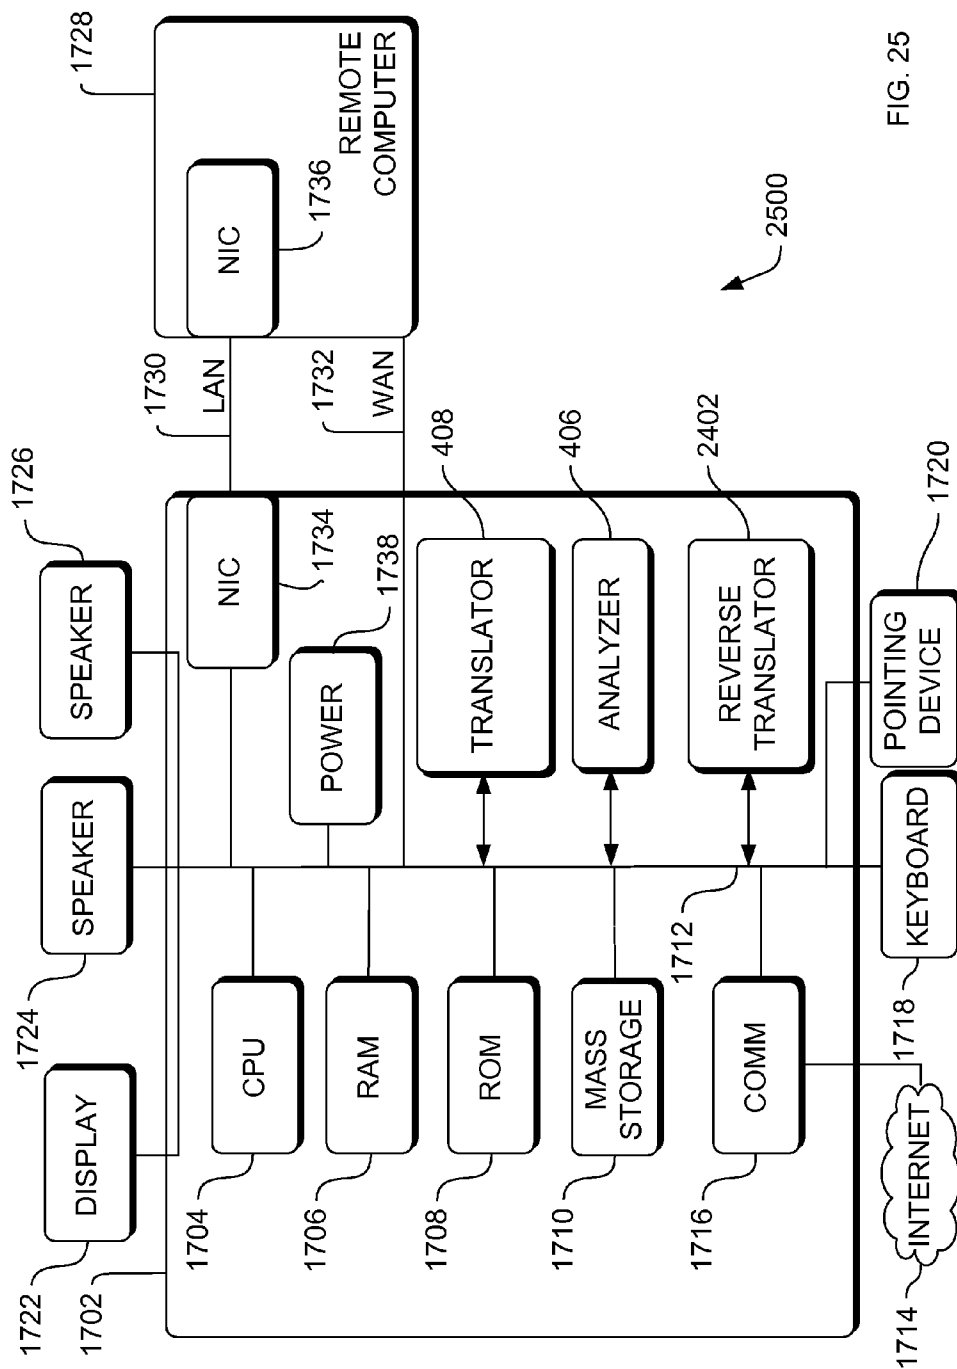 1722
DISPLAY
1724
SPEAKER
SPEAKER
1726
1702
1704
CPU
1706
RAM
1708
ROM
1710
MASS
STORAGE
1716
COMM
1712
NIC
1734
POWER
1738
TRANSLATOR
408
ANALYZER
406
REVERSE
TRANSLATOR
2402
1730
LAN
1732
WAN
NIC
1736
REMOTE
COMPUTER
1728
1714
INTERNET
1718
KEYBOARD
POINTING
DEVICE
1720
2500
FIG. 25